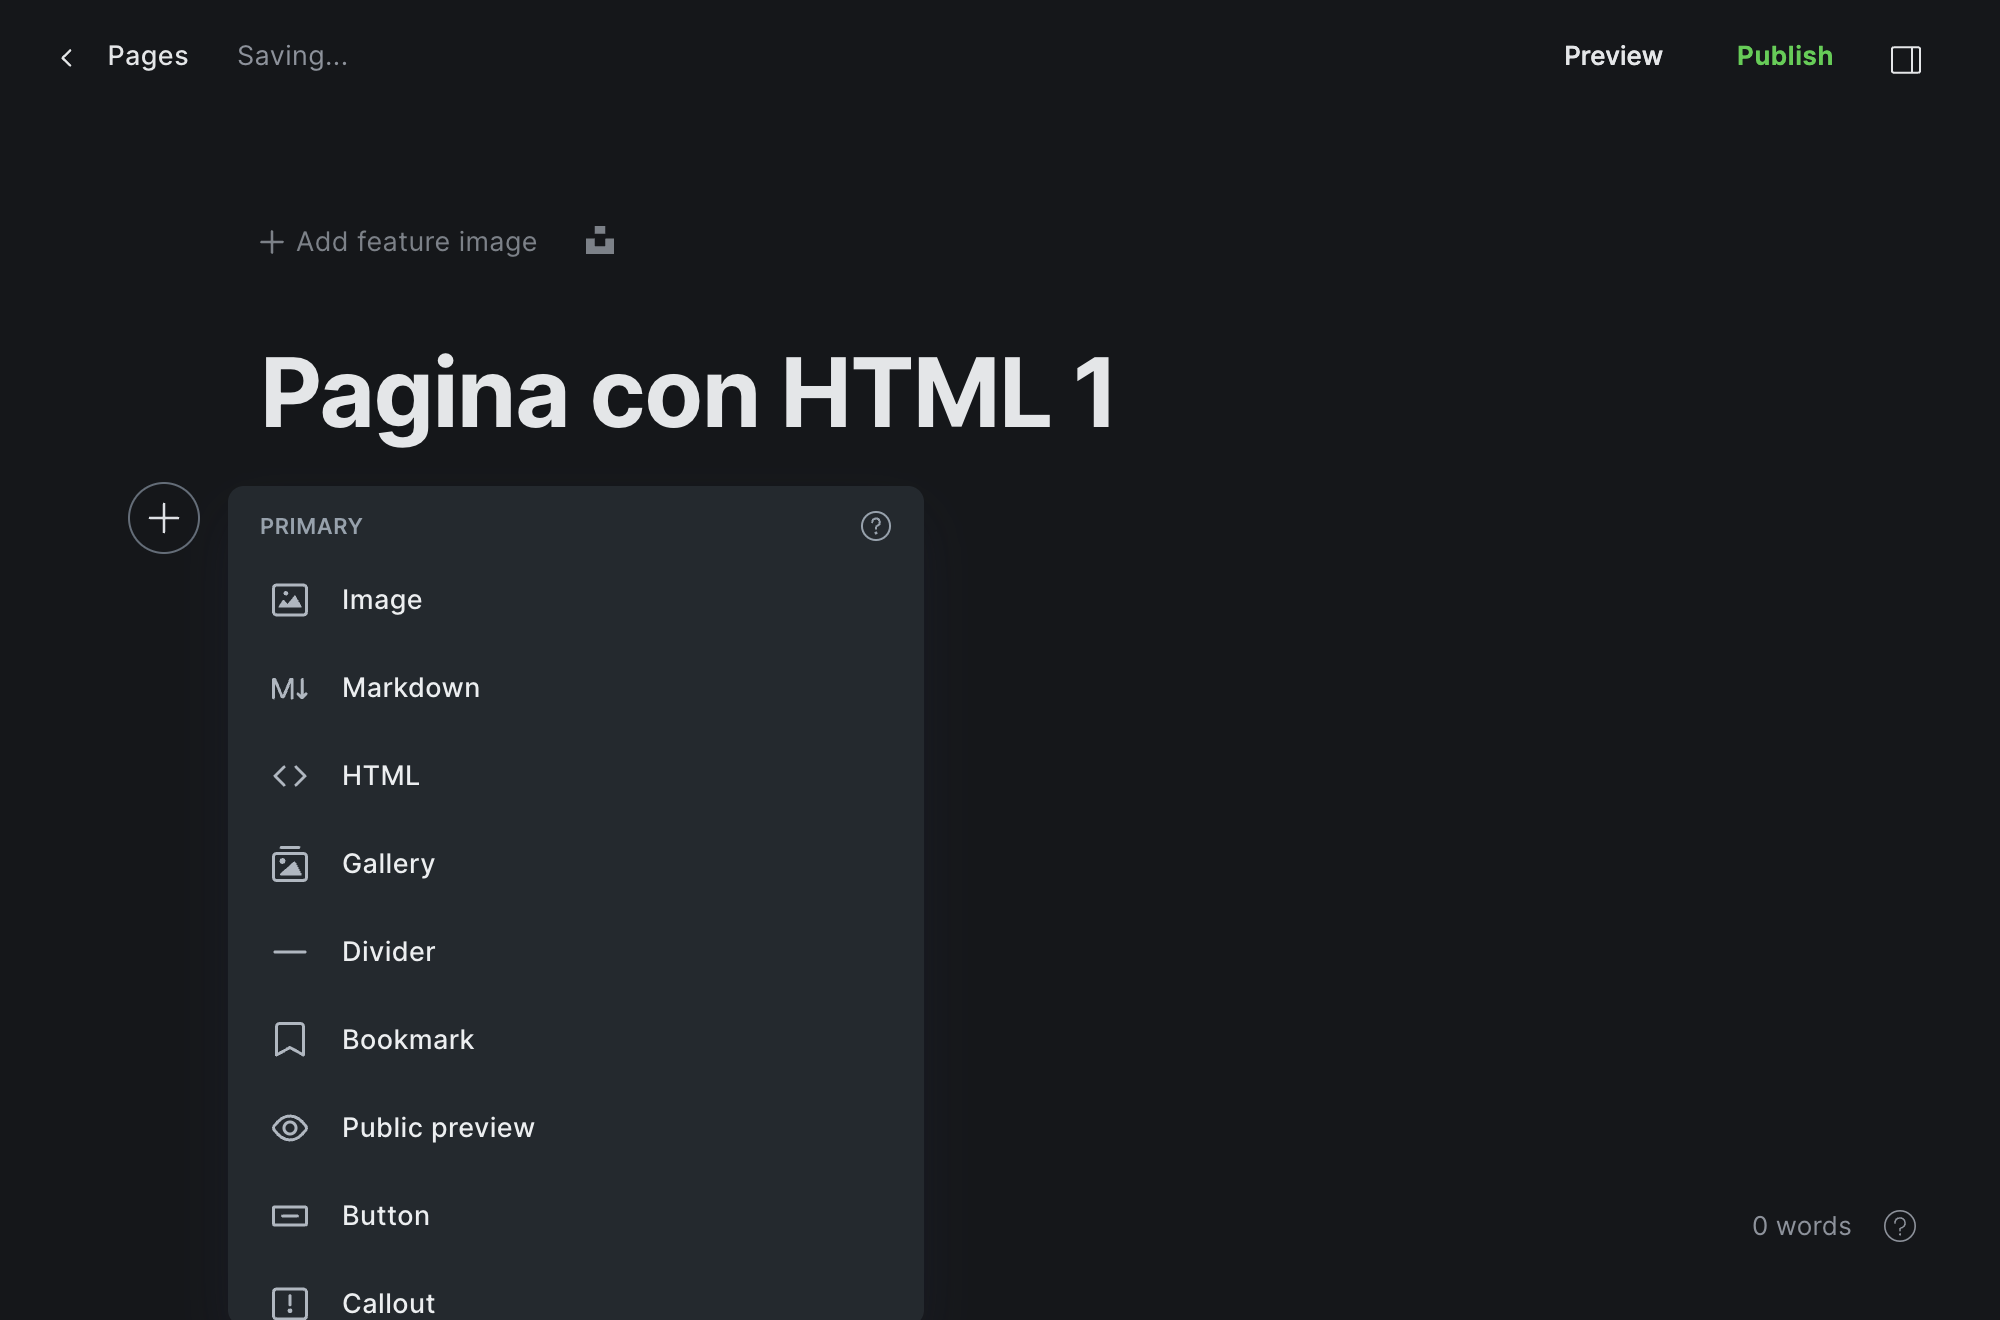 Pages Saving... Preview Publish
Add feature image
Pagina con HTML 1
PRIMARY
Image
Markdown
HTML
Gallery
Divider
Bookmark
Public preview
Button
0 words
Callout